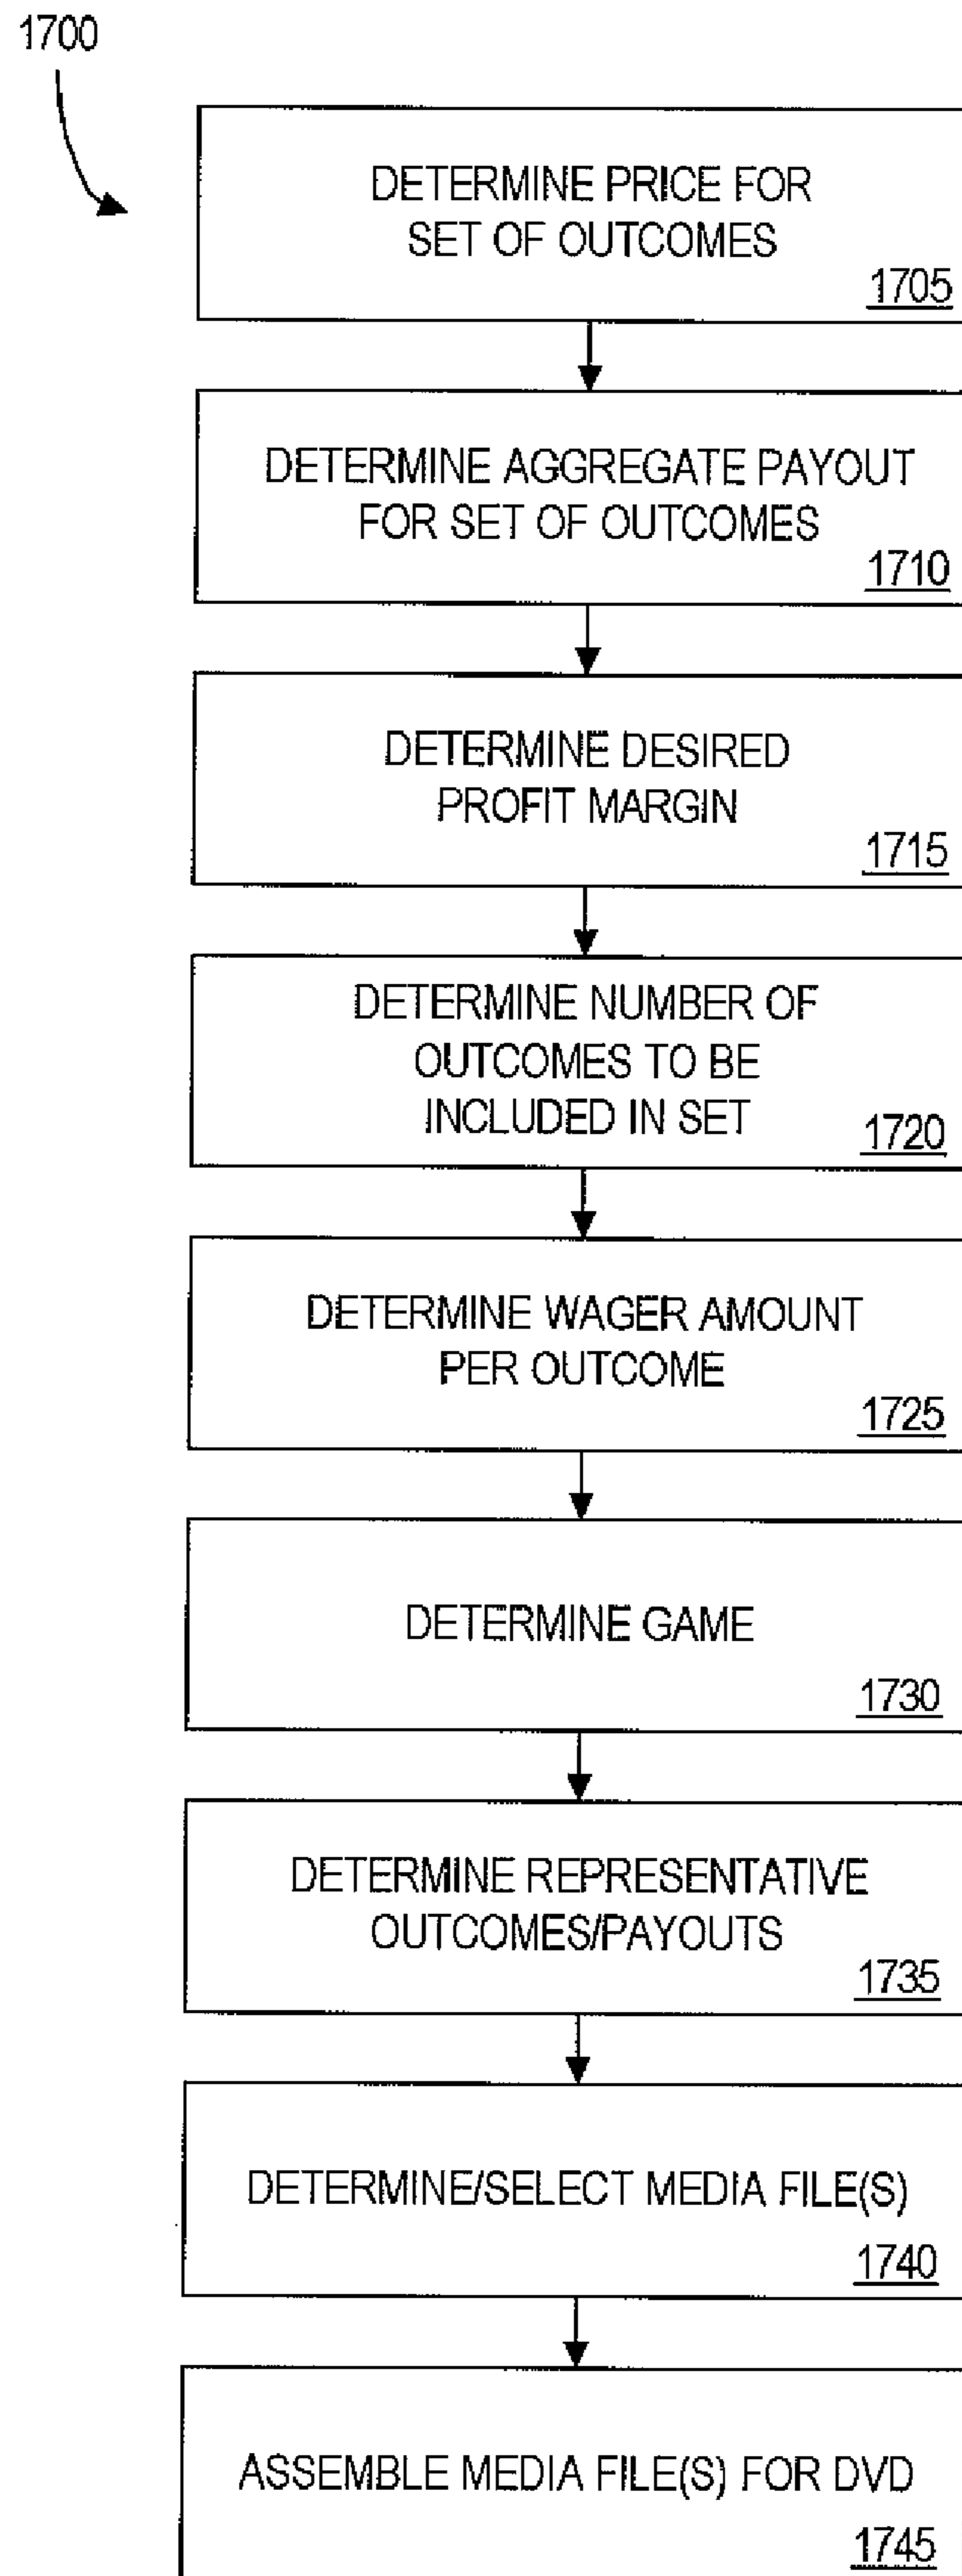 1700
DETERMINE PRICE FOR
SET OF OUTCOMES
1705
DETERMINE AGGREGATE PAYOUT
FOR SET OF OUTCOMES
1710
DETERMINE DESIRED
PROFIT MARGIN
1715
DETERMINE NUMBER OF
OUTCOMES TO BE
INCLUDED IN SET
1720
DETERMINE WAGER AMOUNT
PER OUTCOME
1725
DETERMINE GAME
1730
DETERMINE REPRESENTATIVE
OUTCOMES/PAYOUTS
1735
DETERMINE/SELECT MEDIA FILE(S)
1740
ASSEMBLE MEDIA FILE(S) FOR DVD
1745